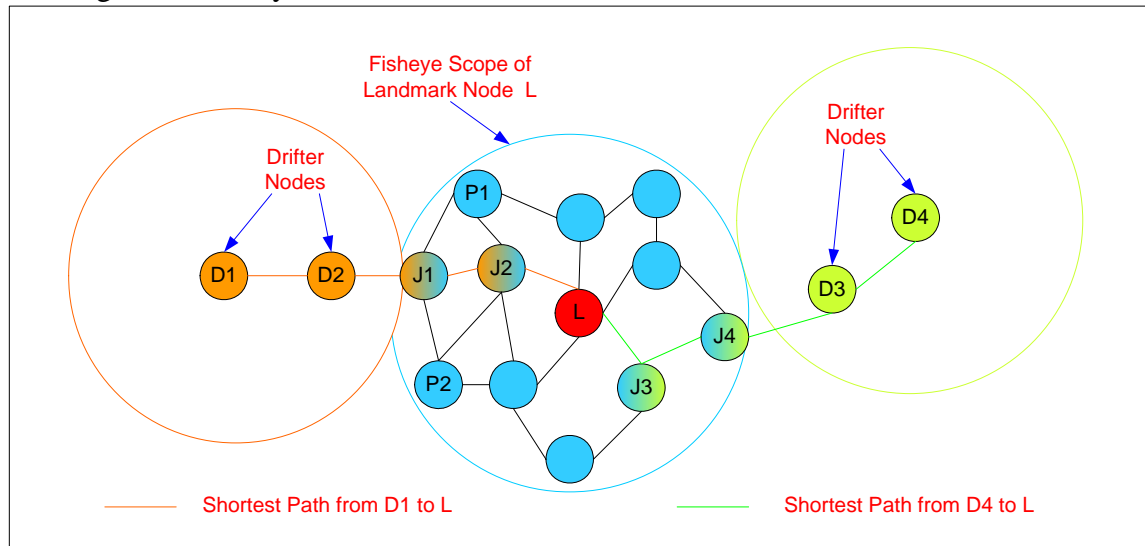 Fisheye Scope of
Landmark Node L
Drifter
Nodes
Drifter
Nodes
P1
D4
J1
J2
D1
D2
D3
L
J4
P2
J3
Shortest Path from D1 to L
Shortest Path from D4 to L